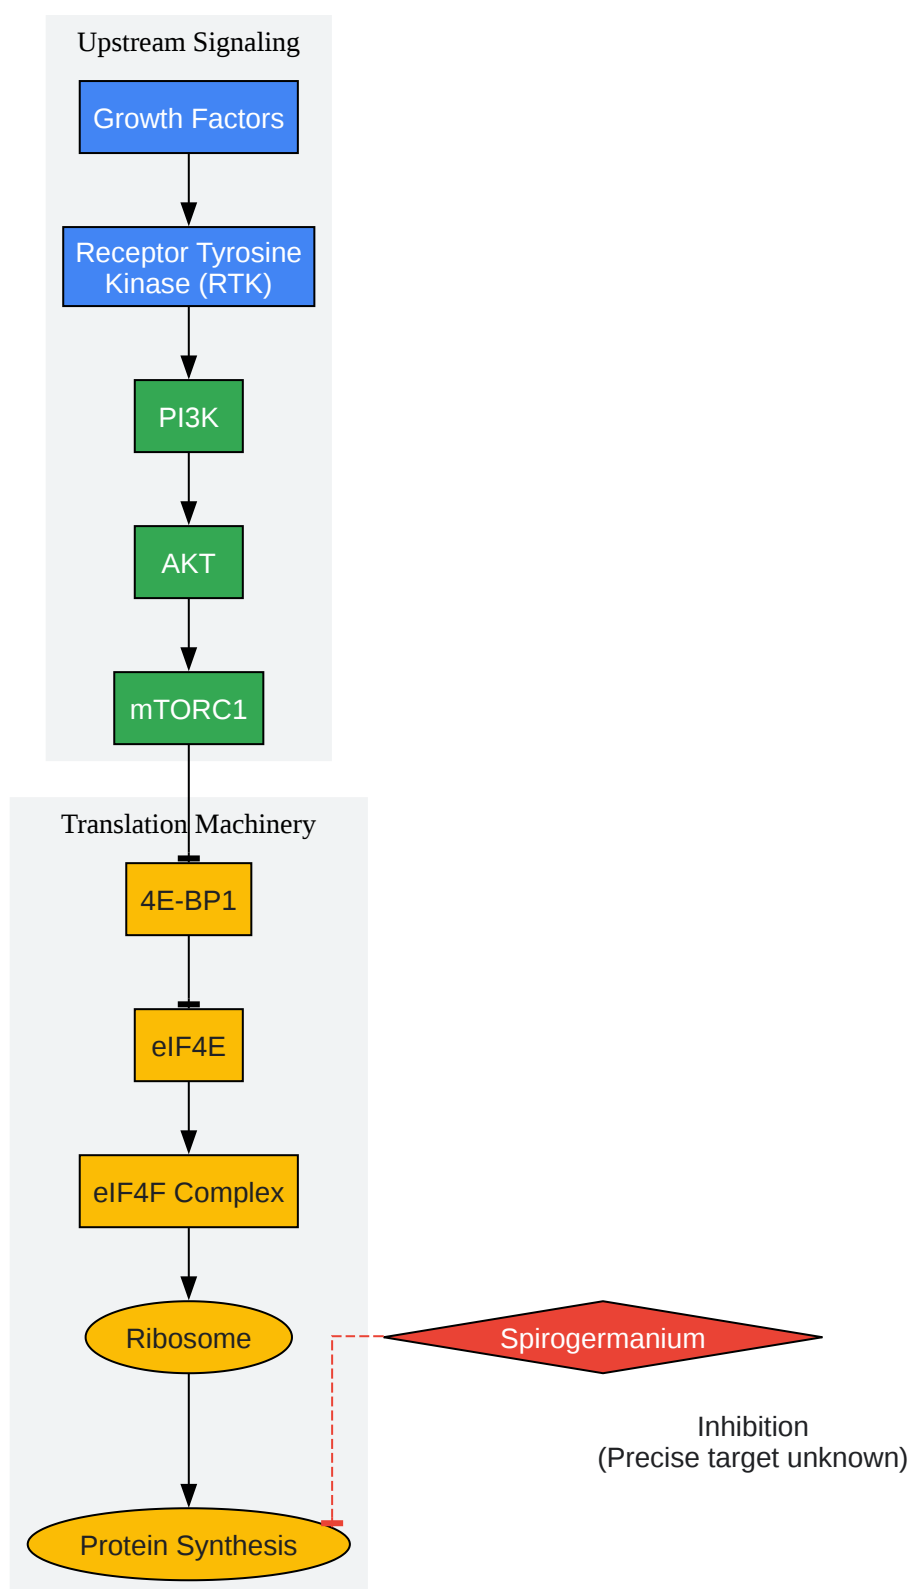 Upstream Signaling
Growth Factors
Receptor Tyrosine
Kinase (RTK)
PI3K
AKT
mTORC1
Translation Machinery
4E-BP1
eIF4E
eIF4F Complex
Ribosome
Spirogermanium
Inhibition
(Precise target unknown)
Protein Synthesis